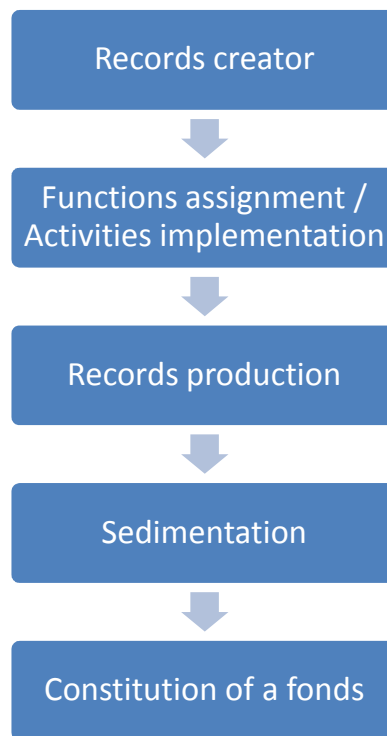 Records creator
Functions assignment /
Activities implementation
Records production
Sedimentation
Constitution of a fonds